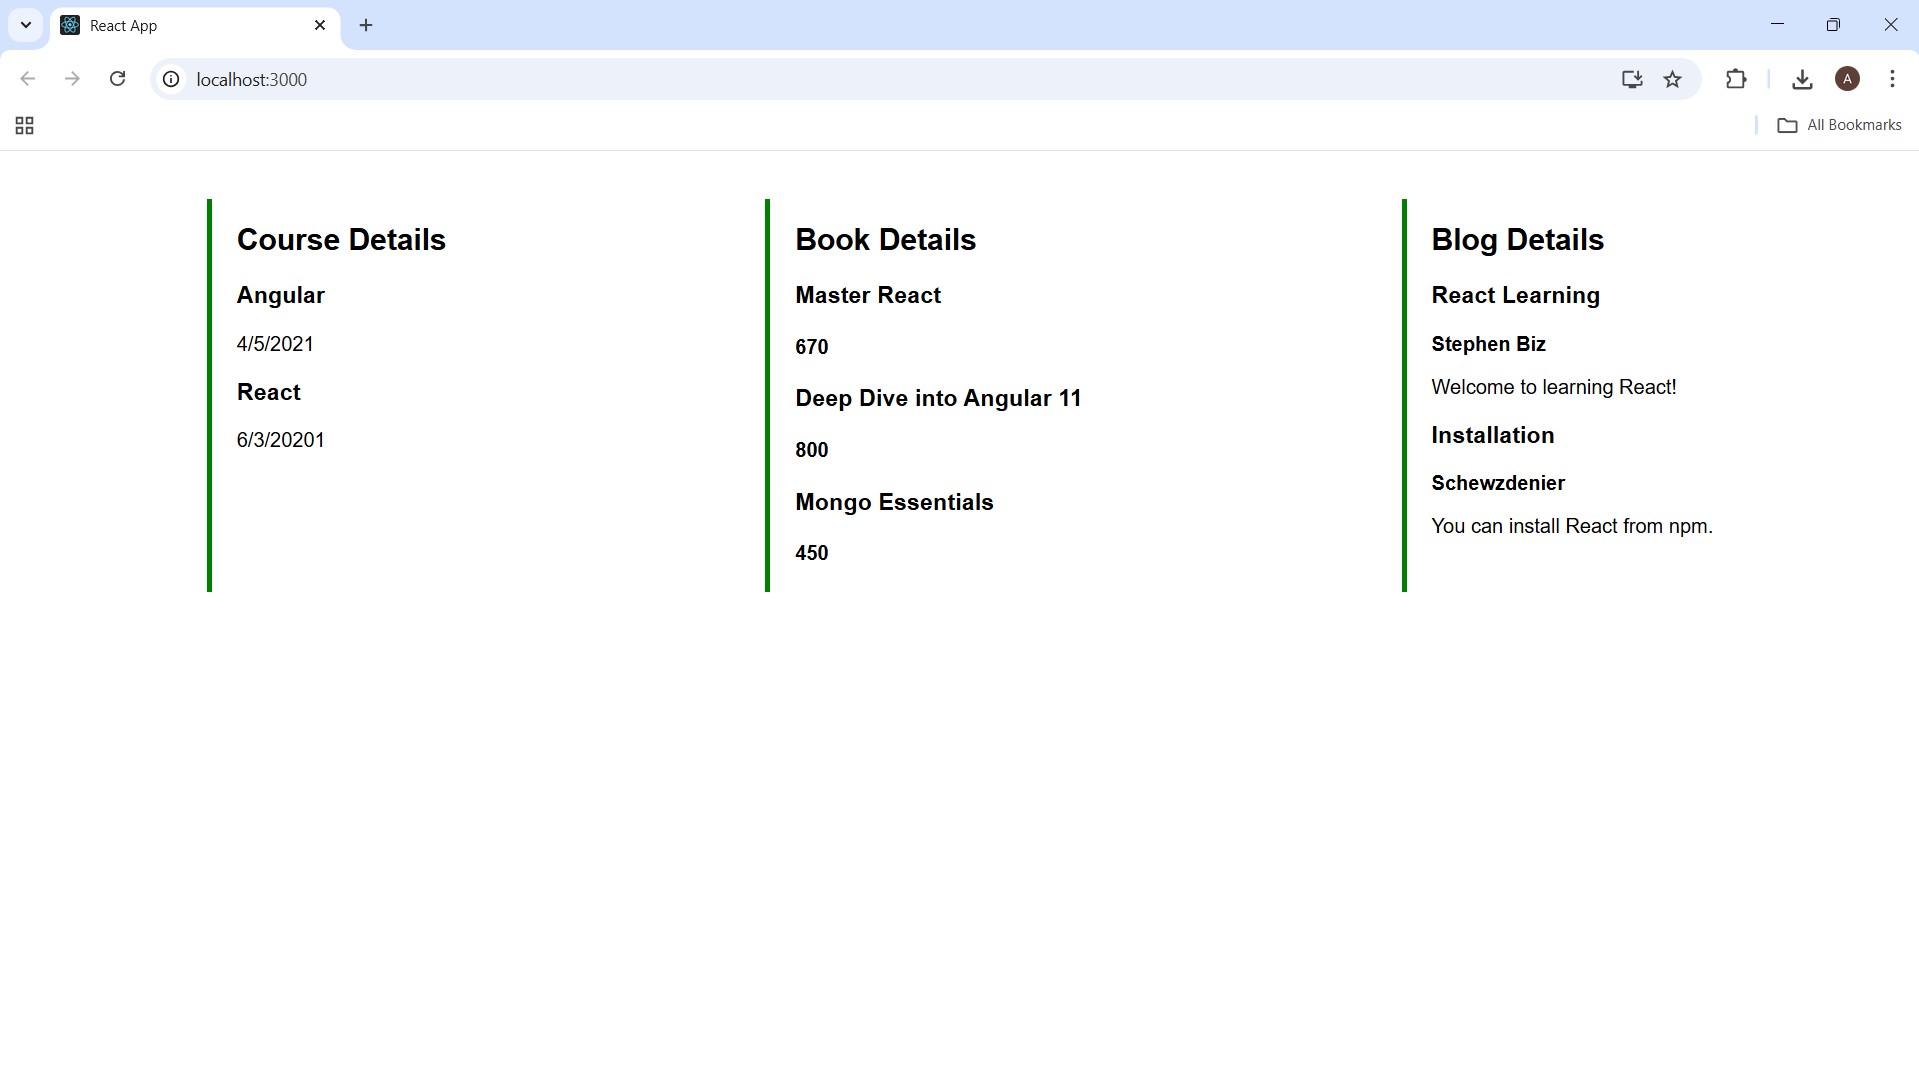 React App
localhost:3000
A
All Bookmarks
Course Details
Angular
4/5/2021
React
6/3/20201
Book Details
Master React
670
Deep Dive into Angular 11
800
Mongo Essentials
450
Blog Details
React Learning
Stephen Biz
Welcome to learning React!
Installation
Schewzdenier
You can install React from npm.